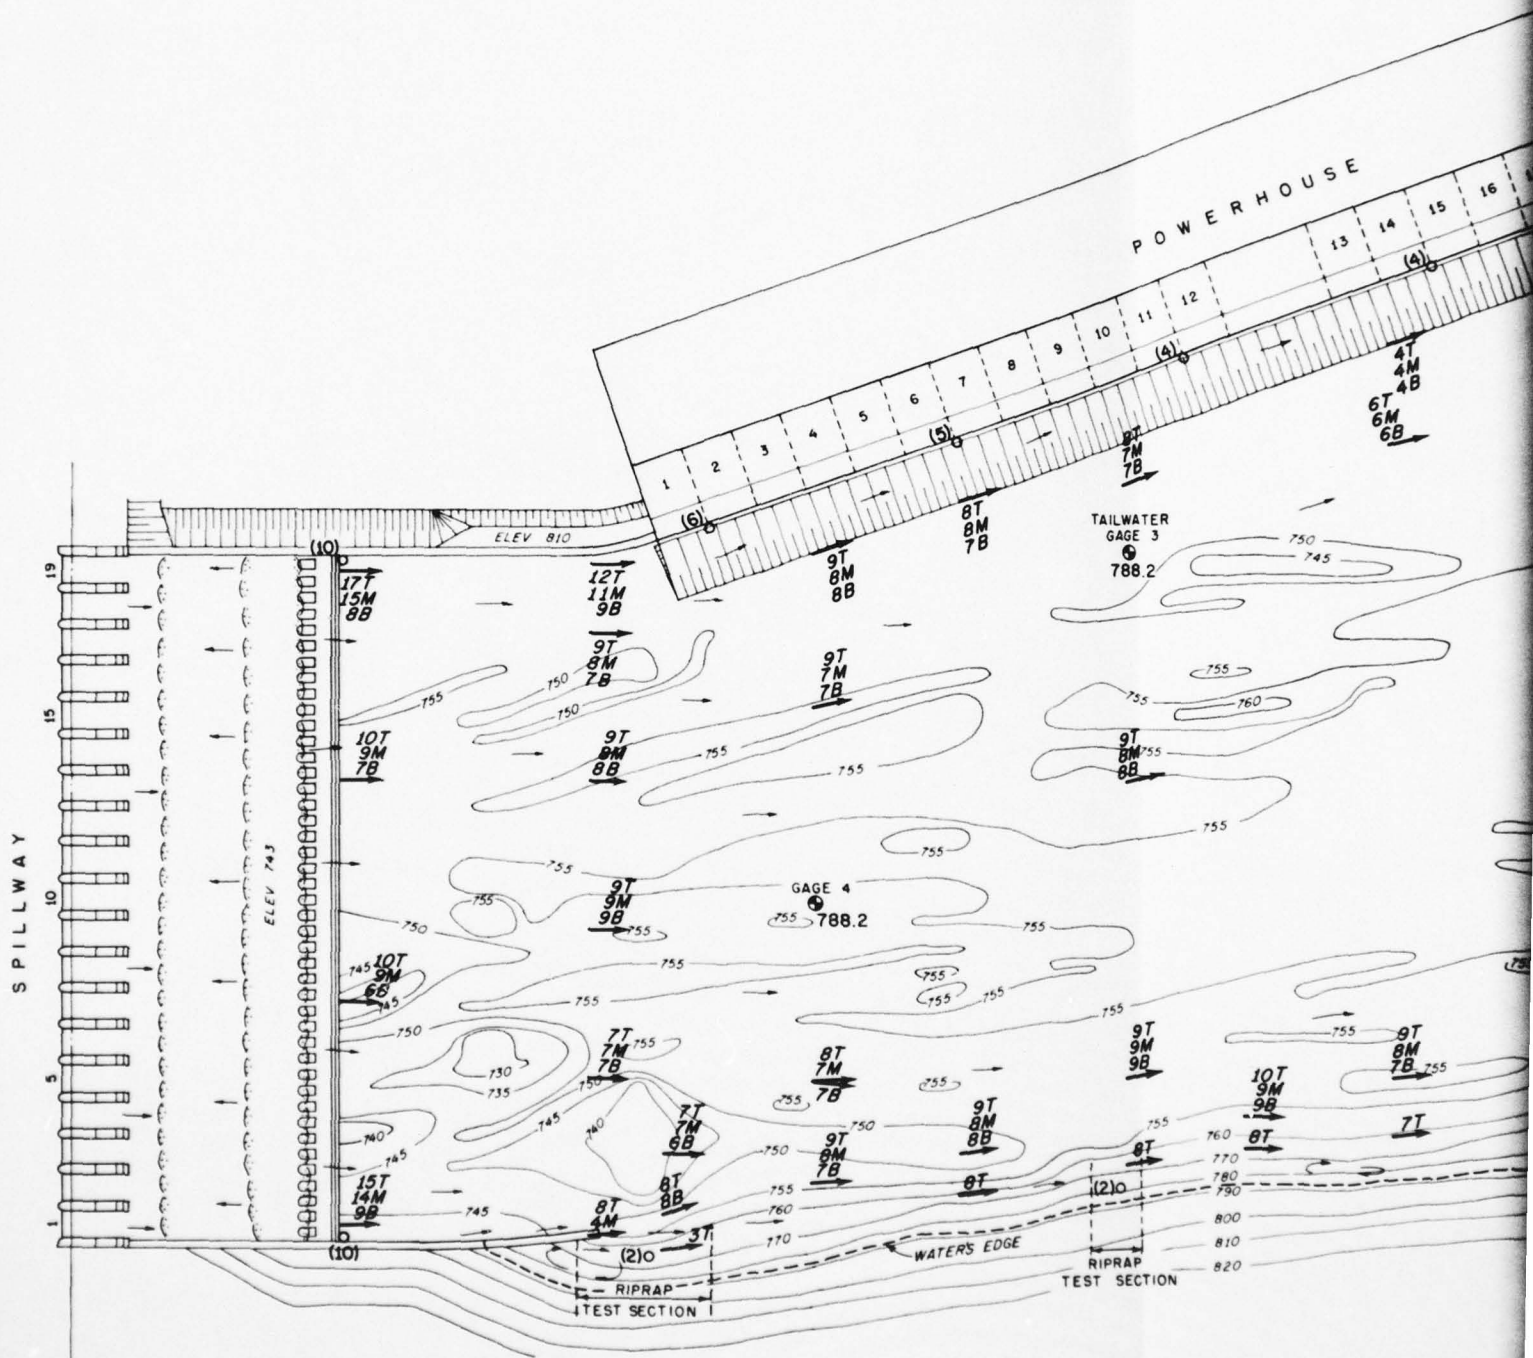 POWERHOUSE
1
2
3
4
5
6
7
8
9
10
11
12
13
14
15
16
(4)
(4)
(5)
(6)
4T
4M
4B
6T
6M
6B
8T
7M
7B
8T
8M
7B
9T
8M
8B
TAILWATER
GAGE 3
788.2
750
745
ELEV 810
(10)
19
17T
15M
8B
12T
11M
9B
9T
8M
7B
750
750
755
9T
7M
7B
755
760
755
15
10T
9M
7B
9T
8M
8B
755
755
9T
8M
8B
755
755
SPILLWAY
ELEV 743
755
755
10
755
9T
9M
9B
755
GAGE 4
788.2
755
755
750
10T
9M
6B
745
745
755
755
755
755
755
755
750
5
7T
7M
7B
755
730
735
750
8T
7M
7B
755
755
9T
9M
9B
755
9T
8M
7B
755
10T
9M
9B
7T
740
745
745
740
7T
7M
6B
750
750
9T
8M
7B
9T
8M
8B
755
760
8T
8T
770
780
790
1
15T
14M
9B
745
8T
8B
8T
4M
755
760
8T
(2)
800
810
820
(10)
(2)
3T
770
WATER'S EDGE
RIPRAP
TEST SECTION
RIPRAP
TEST SECTION